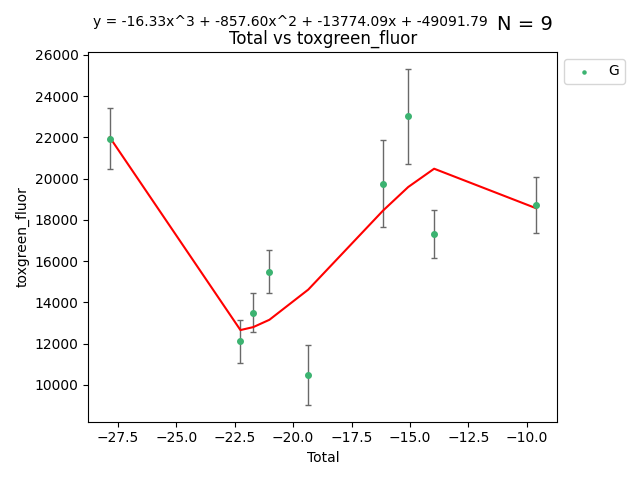 y = -16.33x^3 + -857.60x^2 + -13774.09x + -49091.79 N = 9
Total vs toxgreen_fluor
G
26000
24000
22000
20000
18000
16000
14000
12000
10000
toxgreen_fluor
−27.5 −25.0 −22.5 −20.0 −17.5 −15.0 −12.5 −10.0
Total